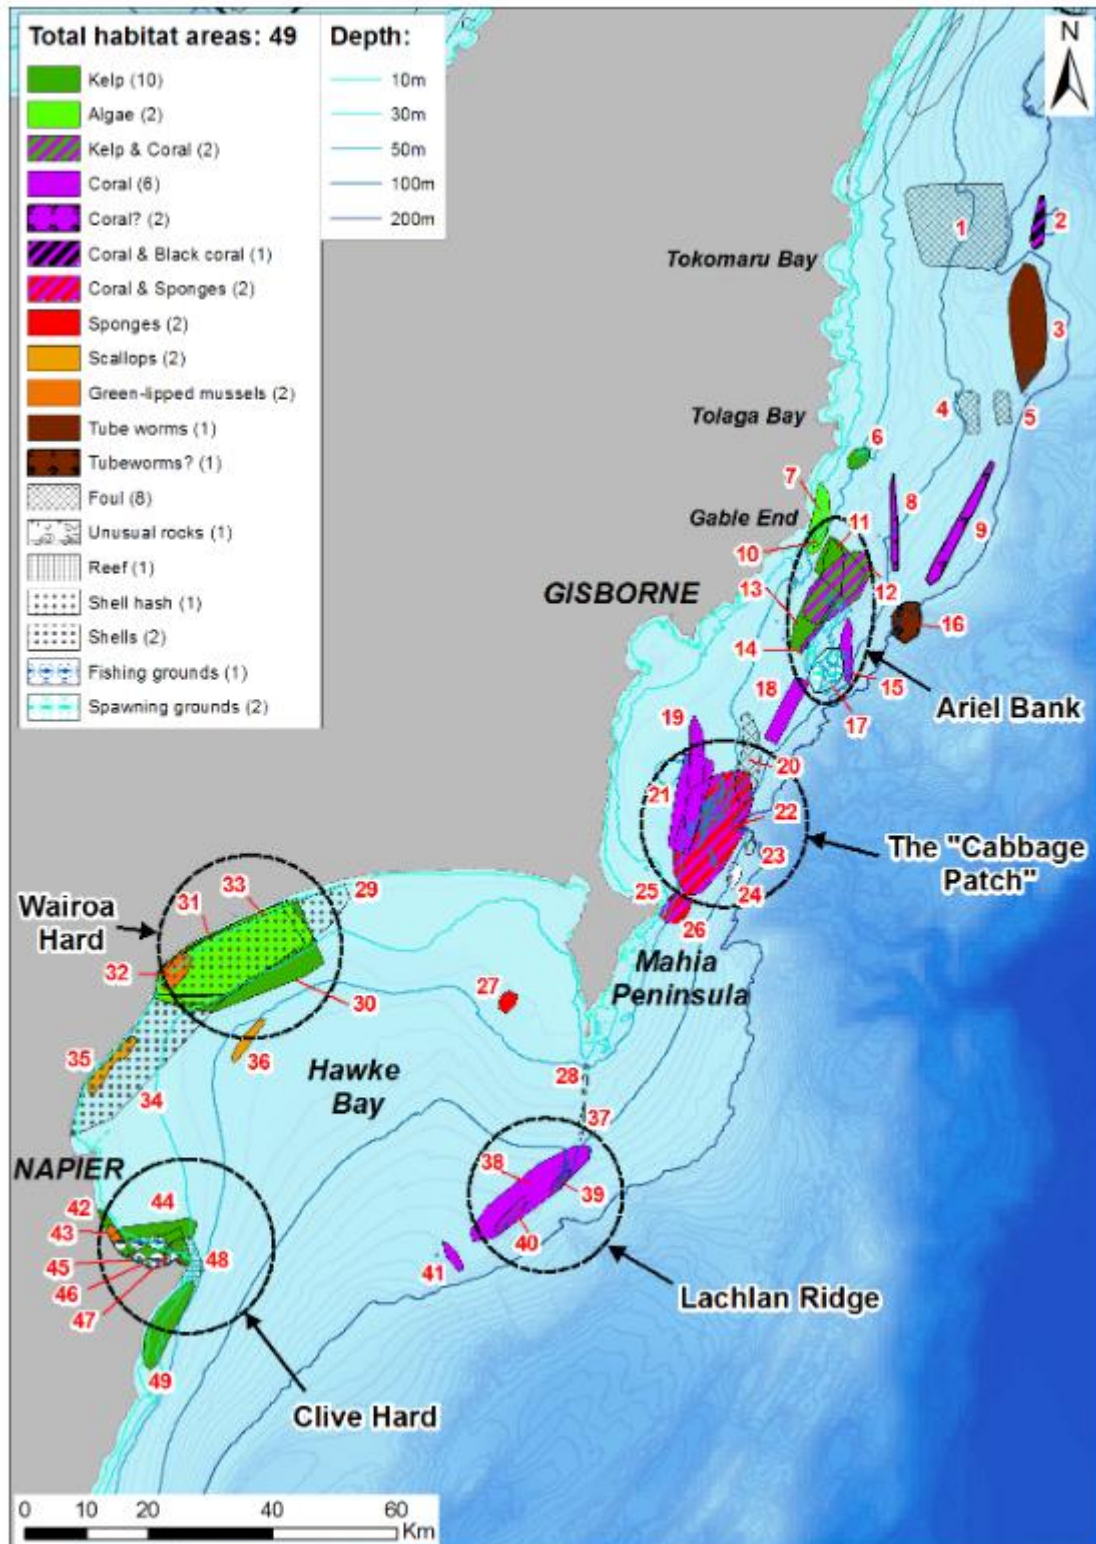 Total habitat areas: 49
Kelp (10)
Algae (2)
Kelp & Coral (2)
Coral (6)
Coral? (2)
Coral & Black coral (1)
Coral & Sponges (2)
Sponges (2)
Scallops (2)
Green-lipped mussels (2)
Tube worms (1)
Tubeworms? (1)
Foul (8)
Unusual rocks (1)
Reef (1)
Shell hash (1)
Shells (2)
Fishing grounds (1)
Spawning grounds (2)
Depth:
10m
30m
50m
100m
200m
N
1
2
Tokomaru Bay
3
4
5
Tolaga Bay
6
7
8
9
Gable End
10
11
12
GISBORNE
13
14
15
16
17
18
Ariel Bank
19
20
21
22
23
24
The "Cabbage
Patch"
25
26
Mahia
Peninsula
27
28
29
33
31
Wairoa
Hard
32
30
35
36
34
Hawke
Bay
37
38
39
40
41
Lachlan Ridge
NAPIER
42
44
43
45
46
47
48
49
Clive Hard
0
10
20
40
60
Km